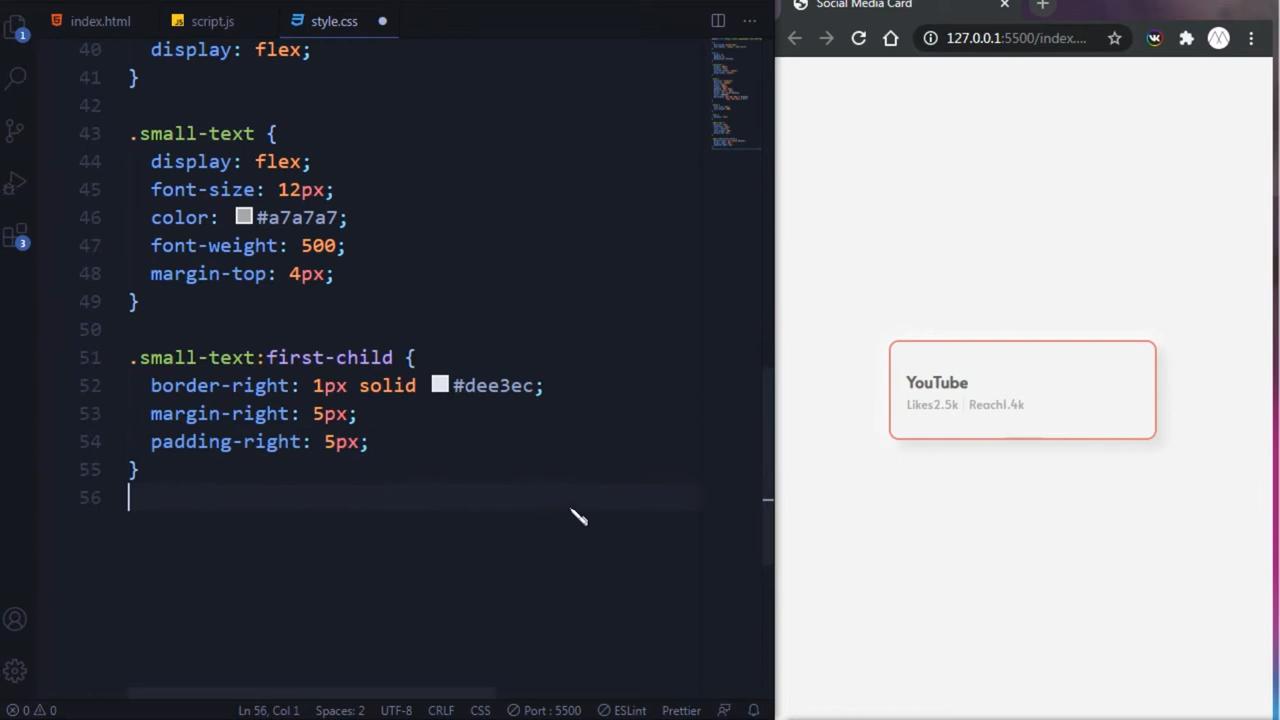 index.html
script.js
style.css
Social Media Card
127.0.0.1:5500/index....
1
3
40 display: flex;
41 }
42
43 .small-text {
44 display: flex;
45 font-size: 12px;
46 color: #a7a7a7;
47 font-weight: 500;
48 margin-top: 4px;
49 }
50
51 .small-text:first-child {
52 border-right: 1px solid #dee3ec;
53 margin-right: 5px;
54 padding-right: 5px;
55 }
56
YouTube
Likes2.5k Reach1.4k
0 0 Ln 56, Col 1 Spaces: 2 UTF-8 CRLF CSS Port : 5500 ESLint Prettier